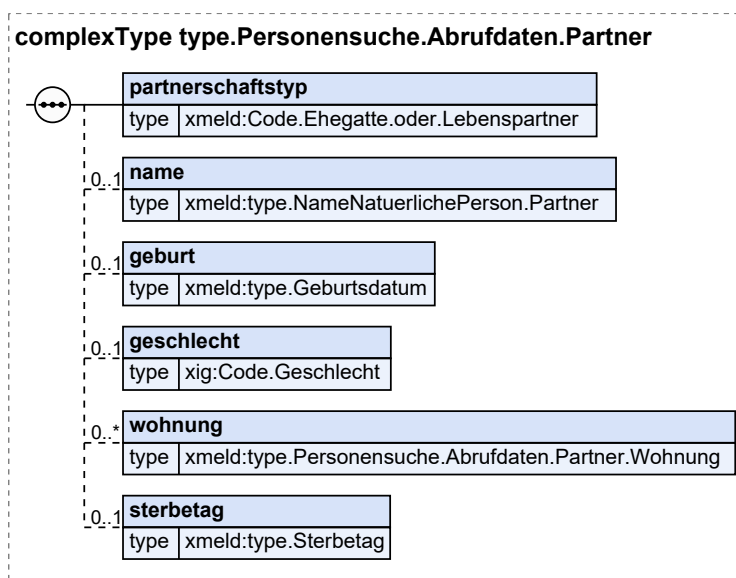 complexType type.Personensuche.Abrufdaten.Partner
partnerschaftstyp
type xmeld:Code.Ehegatte.oder.Lebenspartner
0..1 name
type xmeld:type.NameNatuerlichePerson.Partner
0..1 geburt
type xmeld:type.Geburtsdatum
0..1 geschlecht
type xig:Code.Geschlecht
0..* wohnung
type xmeld:type.Personensuche.Abrufdaten.Partner.Wohnung
0..1 sterbetag
type xmeld:type.Sterbetag